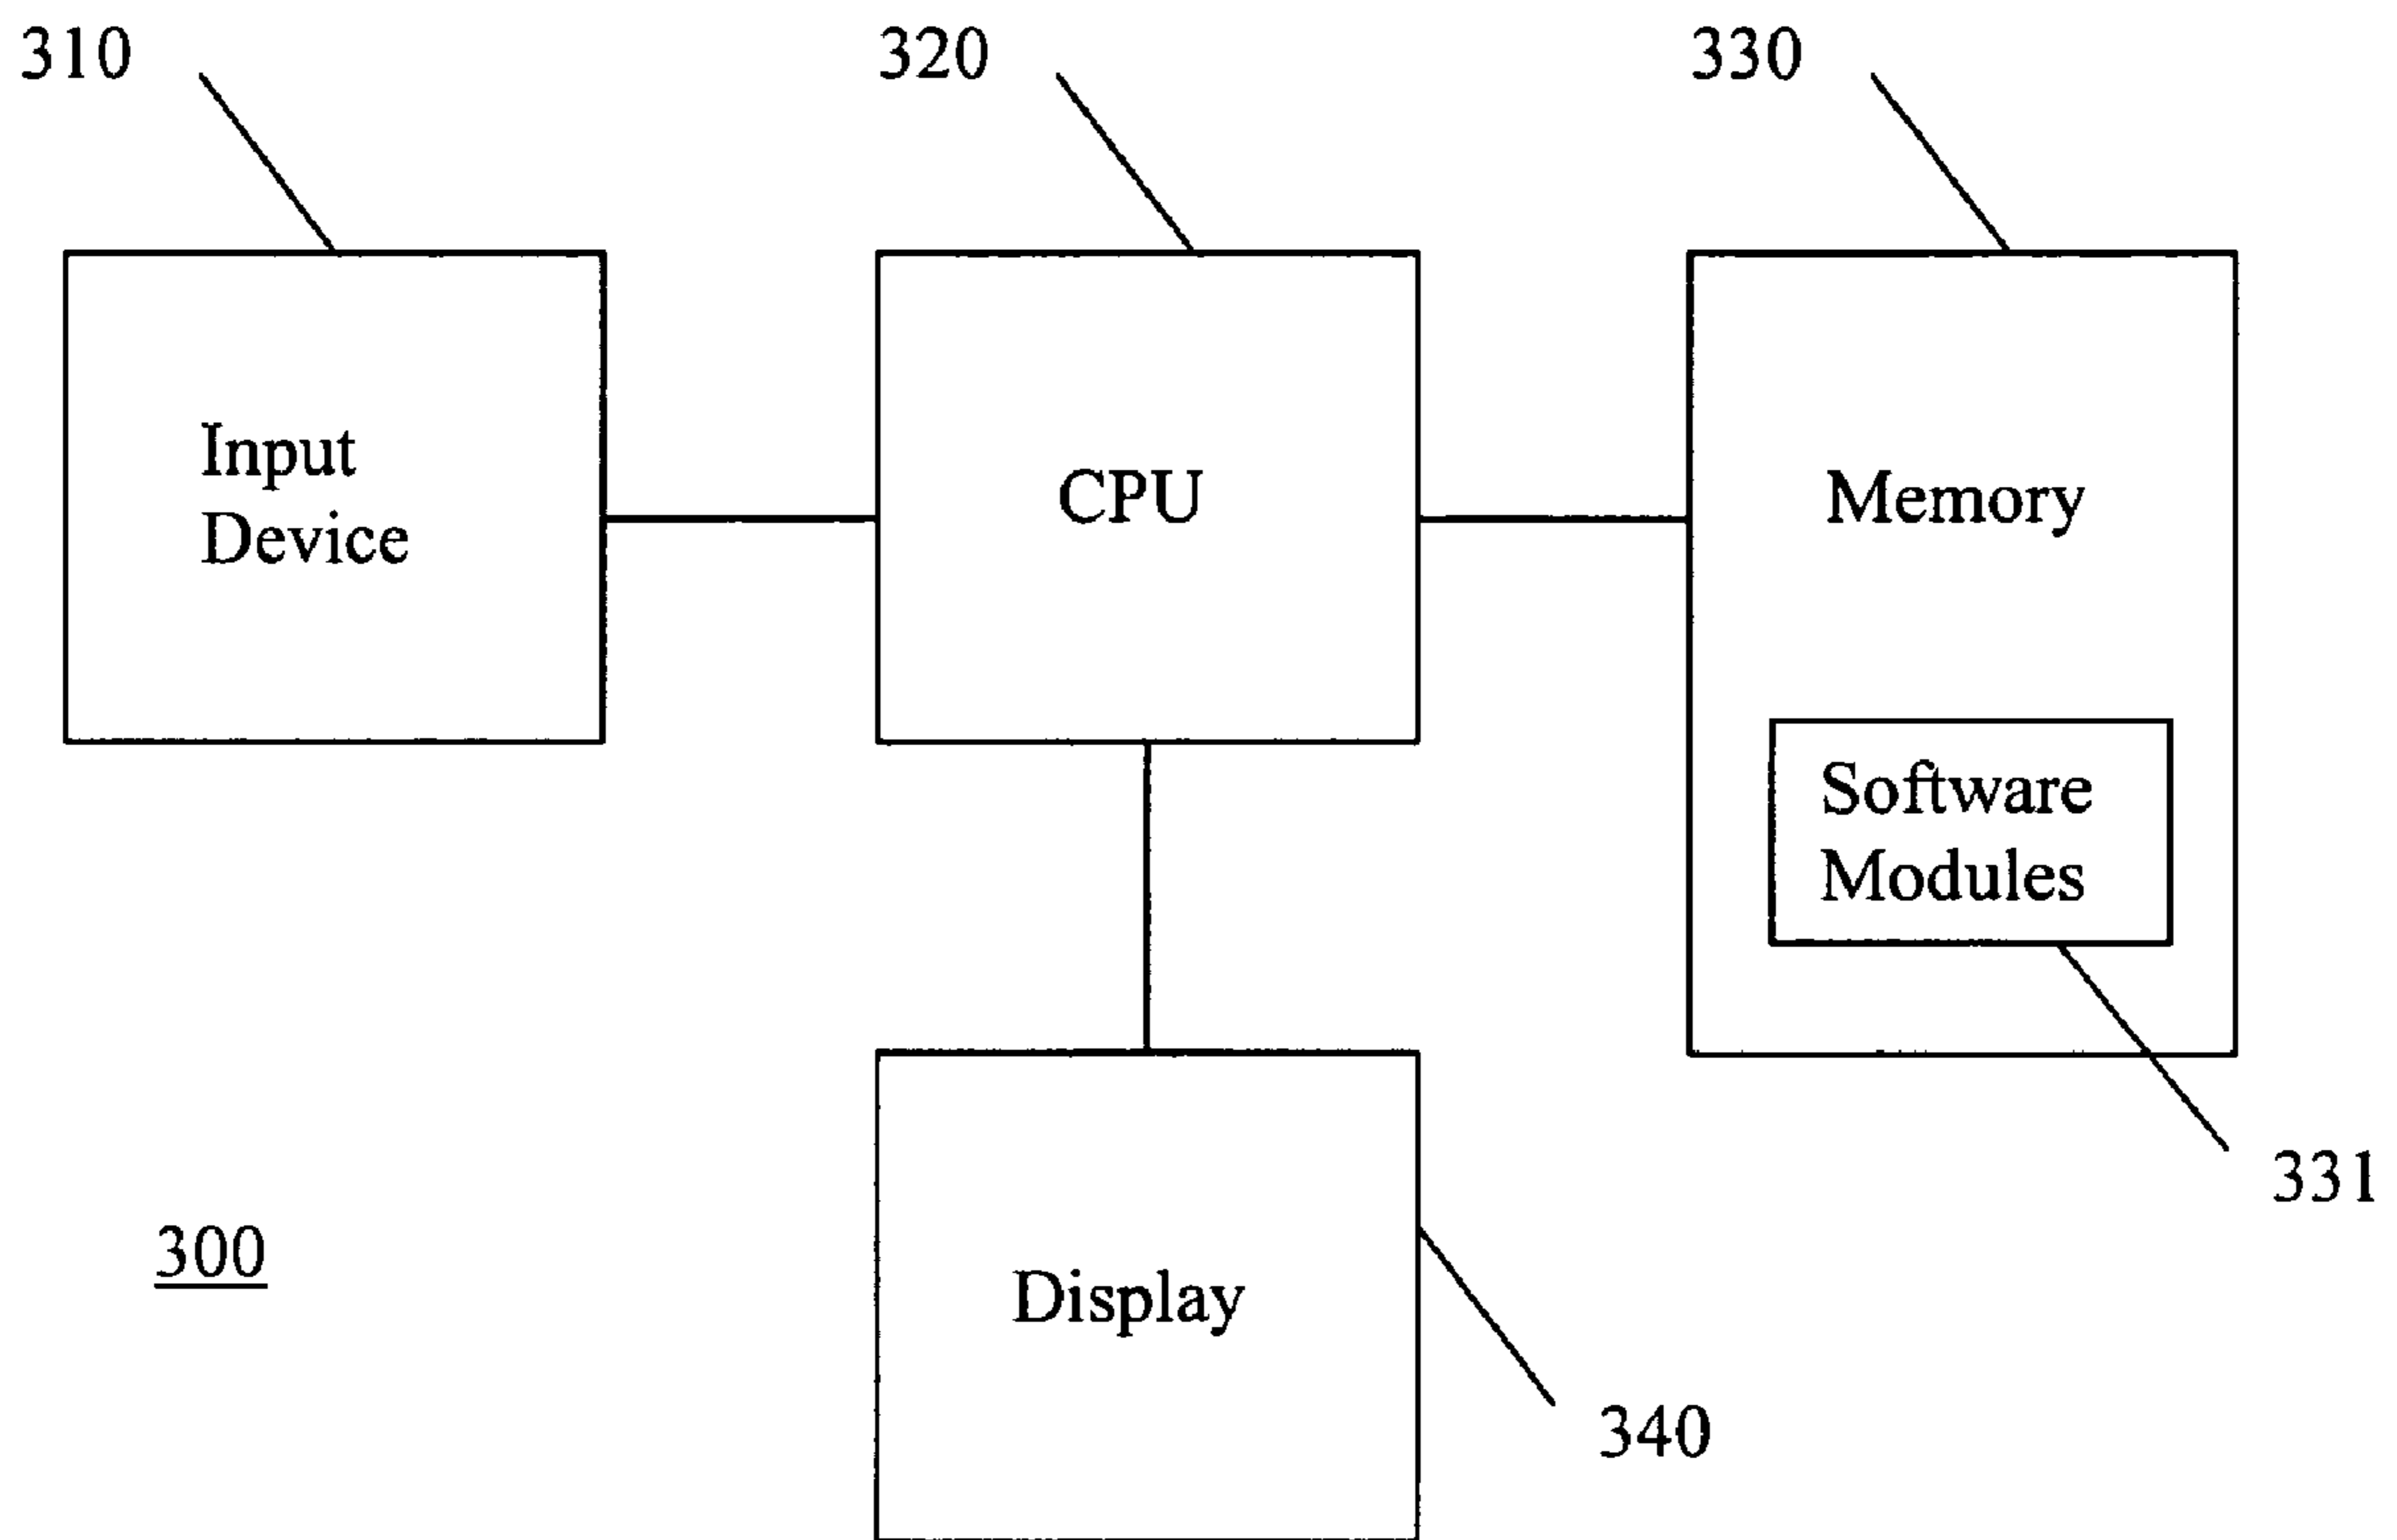 310
320
330
Input
Device
CPU
Memory
Software
Modules
331
300
Display
340